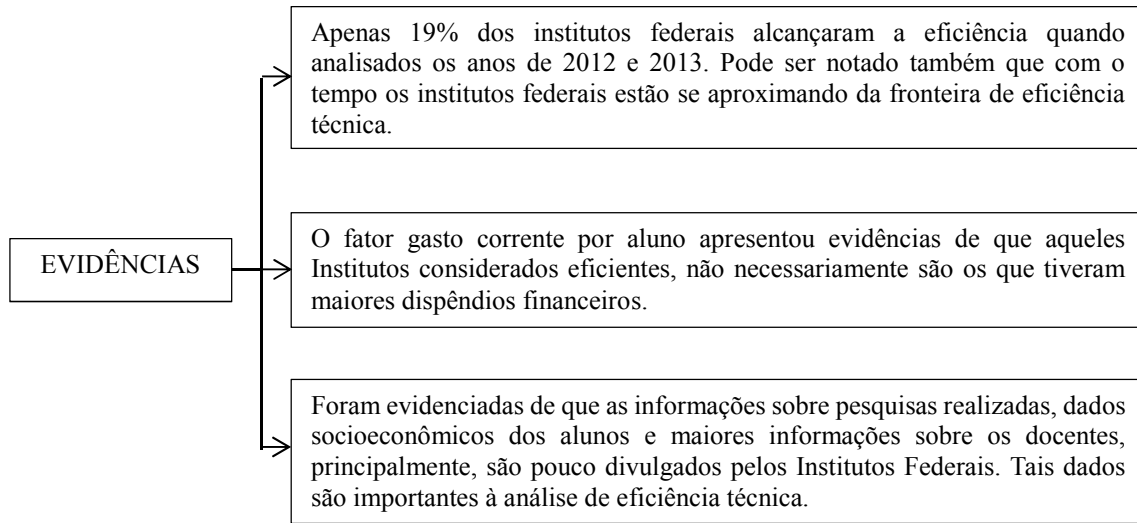 Apenas 19% dos institutos federais alcançaram a eficiência quando
analisados os anos de 2012 e 2013. Pode ser notado também que com o
tempo os institutos federais estão se aproximando da fronteira de eficiência
técnica.
EVIDÊNCIAS
O fator gasto corrente por aluno apresentou evidências de que aqueles
Institutos considerados eficientes, não necessariamente são os que tiveram
maiores dispêndios financeiros.
Foram evidenciadas de que as informações sobre pesquisas realizadas, dados
socioeconômicos dos alunos e maiores informações sobre os docentes,
principalmente, são pouco divulgados pelos Institutos Federais. Tais dados
são importantes à análise de eficiência técnica.